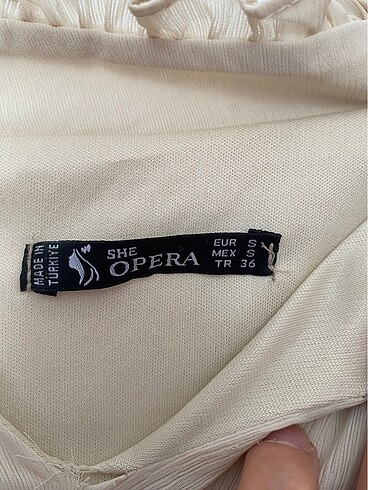 MADE IN
TÜRKİYE
SHE
OPERA
EUR S
MEX S
TR 36